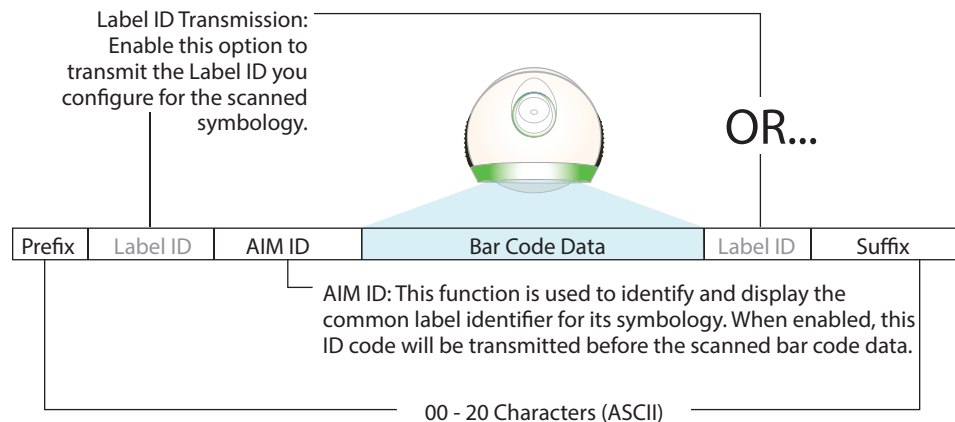 Label ID Transmission:
Enable this option to
transmit the Label ID you
configure for the scanned
symbology.
OR...
Prefix Label ID AIM ID Bar Code Data Label ID Suffix
AIM ID: This function is used to identify and display the
common label identifier for its symbology. When enabled, this
ID code will be transmitted before the scanned bar code data.
00 - 20 Characters (ASCII)